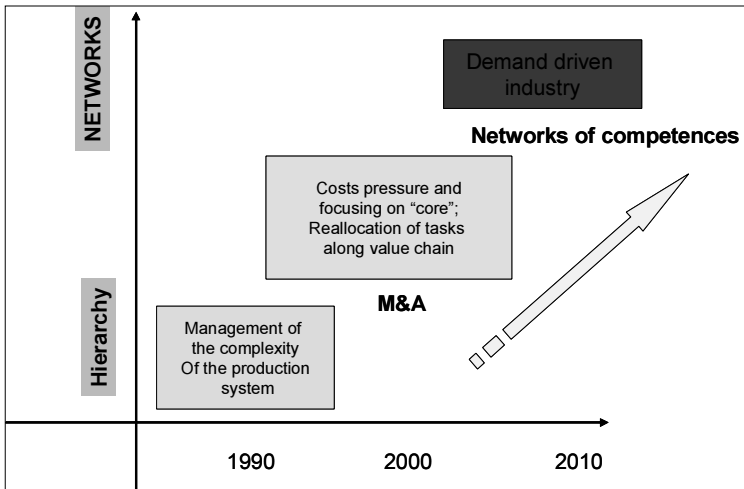 NETWORKS
Demand driven
industry
Networks of competences
Costs pressure and
focusing on “core”;
Reallocation of tasks
along value chain
M&A
Hierarchy
Management of
the complexity
Of the production
system
1990
2000
2010